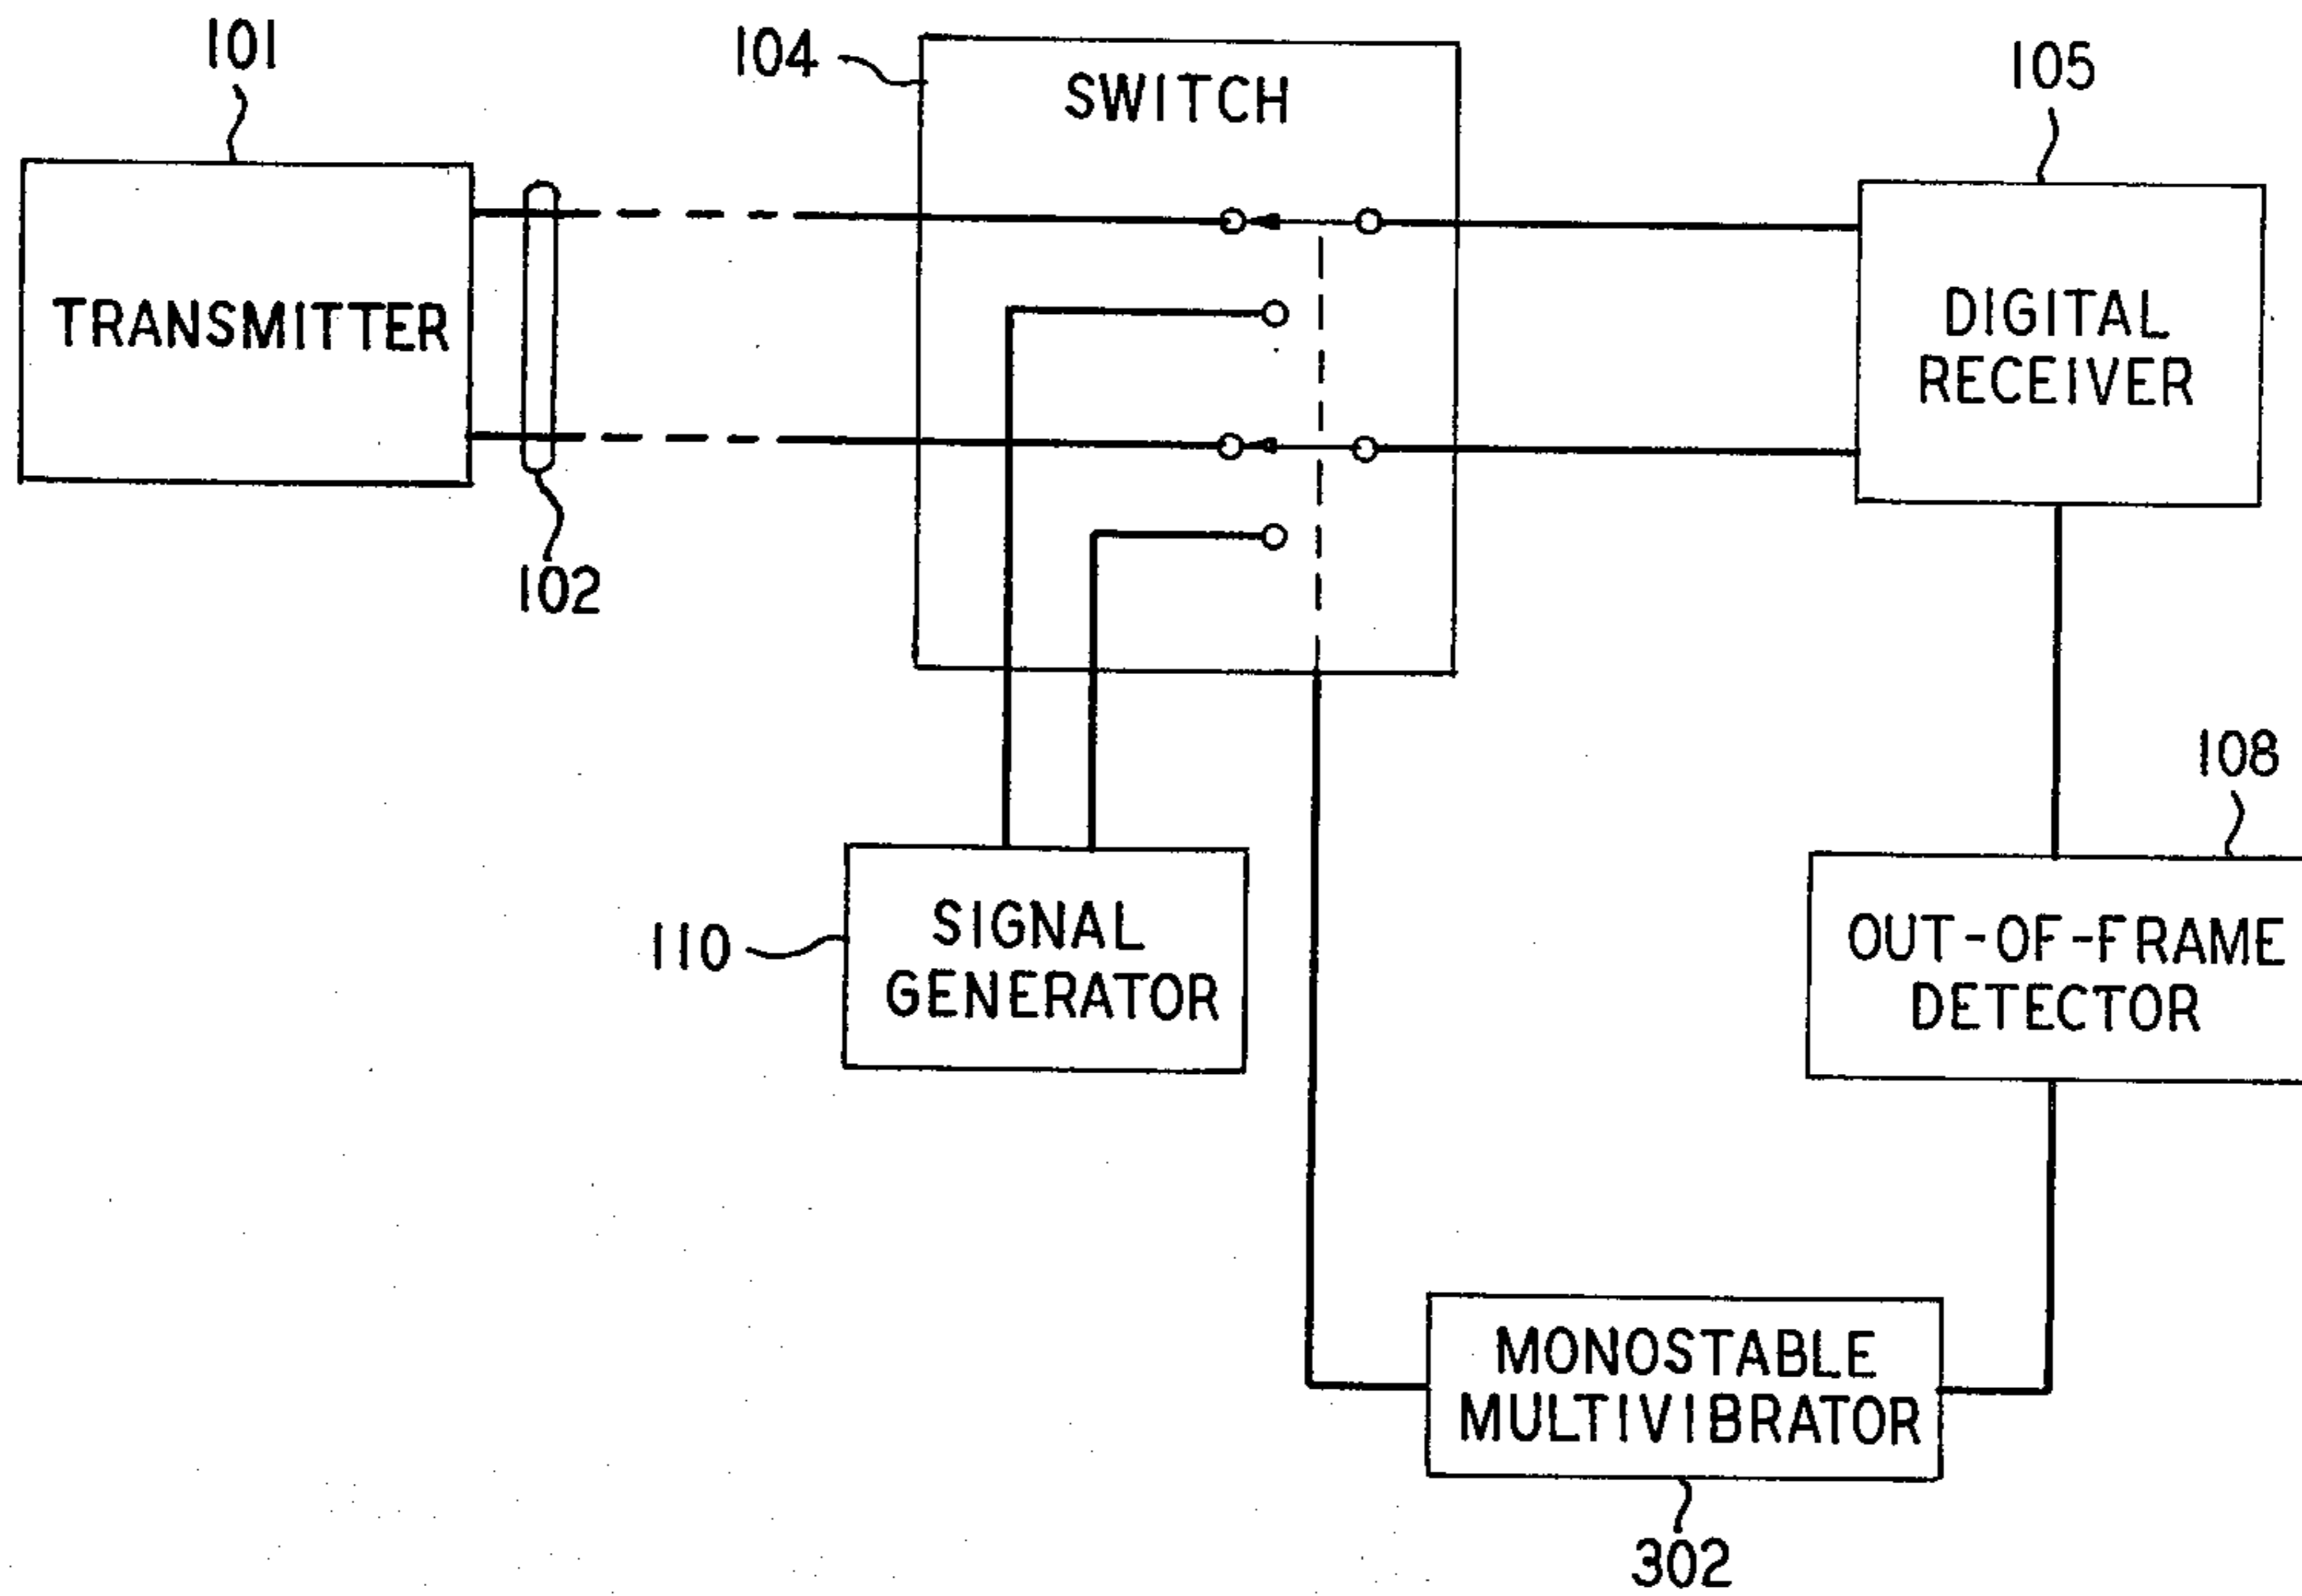 101
104
SWITCH
105
TRANSMITTER
DIGITAL
RECEIVER
102
108
110
SIGNAL
GENERATOR
OUT-OF-FRAME
DETECTOR
MONOSTABLE
MULTIVIBRATOR
302